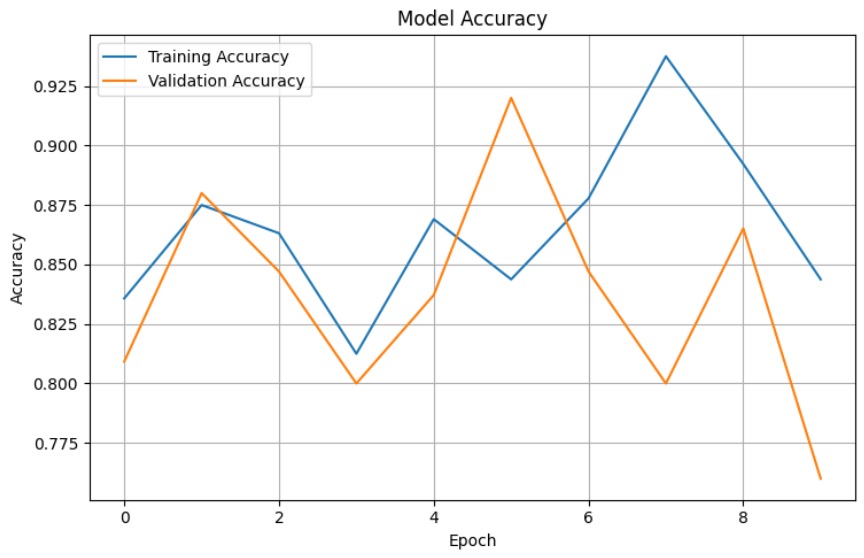 Model Accuracy
Training Accuracy
Validation Accuracy
0.925
0.900
0.875
0.850
0.825
0.800
0.775
Accuracy
0 2 4 6 8
Epoch